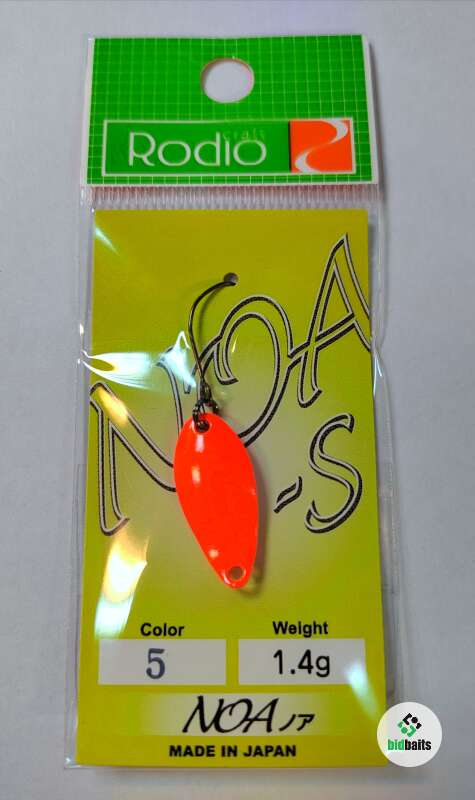 craft
Rodio
NOA
-S
Color Weight
5 1.4g
NOA ノア
MADE IN JAPAN
bidbaits